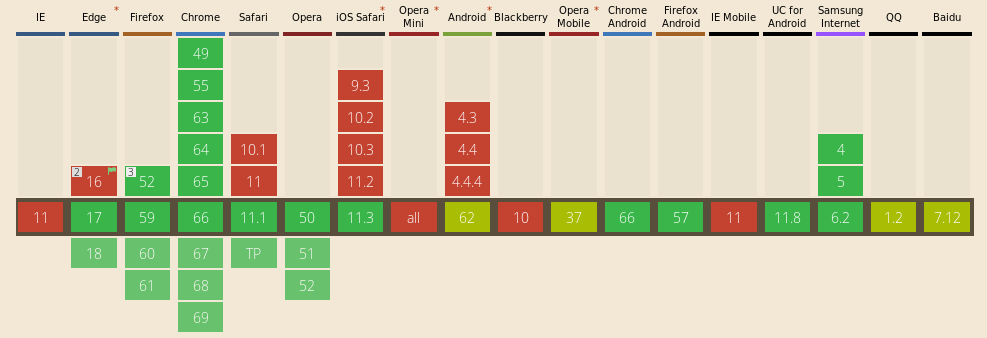 IE Edge * Firefox Chrome Safari Opera iOS Safari * Opera Mini * Android * Blackberry Opera Mobile * Chrome Android Firefox Android IE Mobile UC for Android Samsung Internet QQ Baidu
49
55 9.3
63 10.2 4.3
64 10.1 10.3 4.4 4
2 16 3 52 65 11 11.2 4.4.4 5
11 17 59 66 11.1 50 11.3 all 62 10 37 66 57 11 11.8 6.2 1.2 7.12
18 60 67 TP 51
61 68 52
69